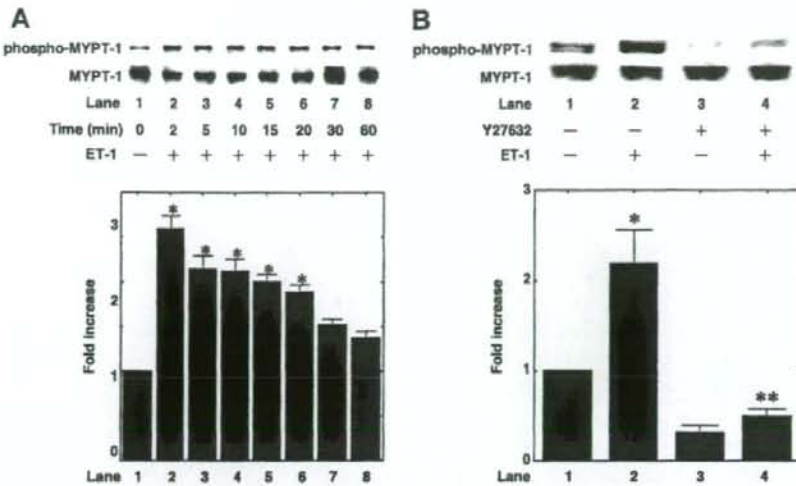 A
phospho-MYPT-1
MYPT-1
Lane 1 2 3 4 5 6 7 8
Time (min) 0 2 5 10 15 20 30 60
ET-1 – + + + + + + +
Fold increase
3
2
1
0
* * * * *
Lane 1 2 3 4 5 6 7 8
B
phospho-MYPT-1
MYPT-1
Lane 1 2 3 4
Y27632 – – + +
ET-1 – + – +
Fold increase
3
2
1
0
* **
Lane 1 2 3 4